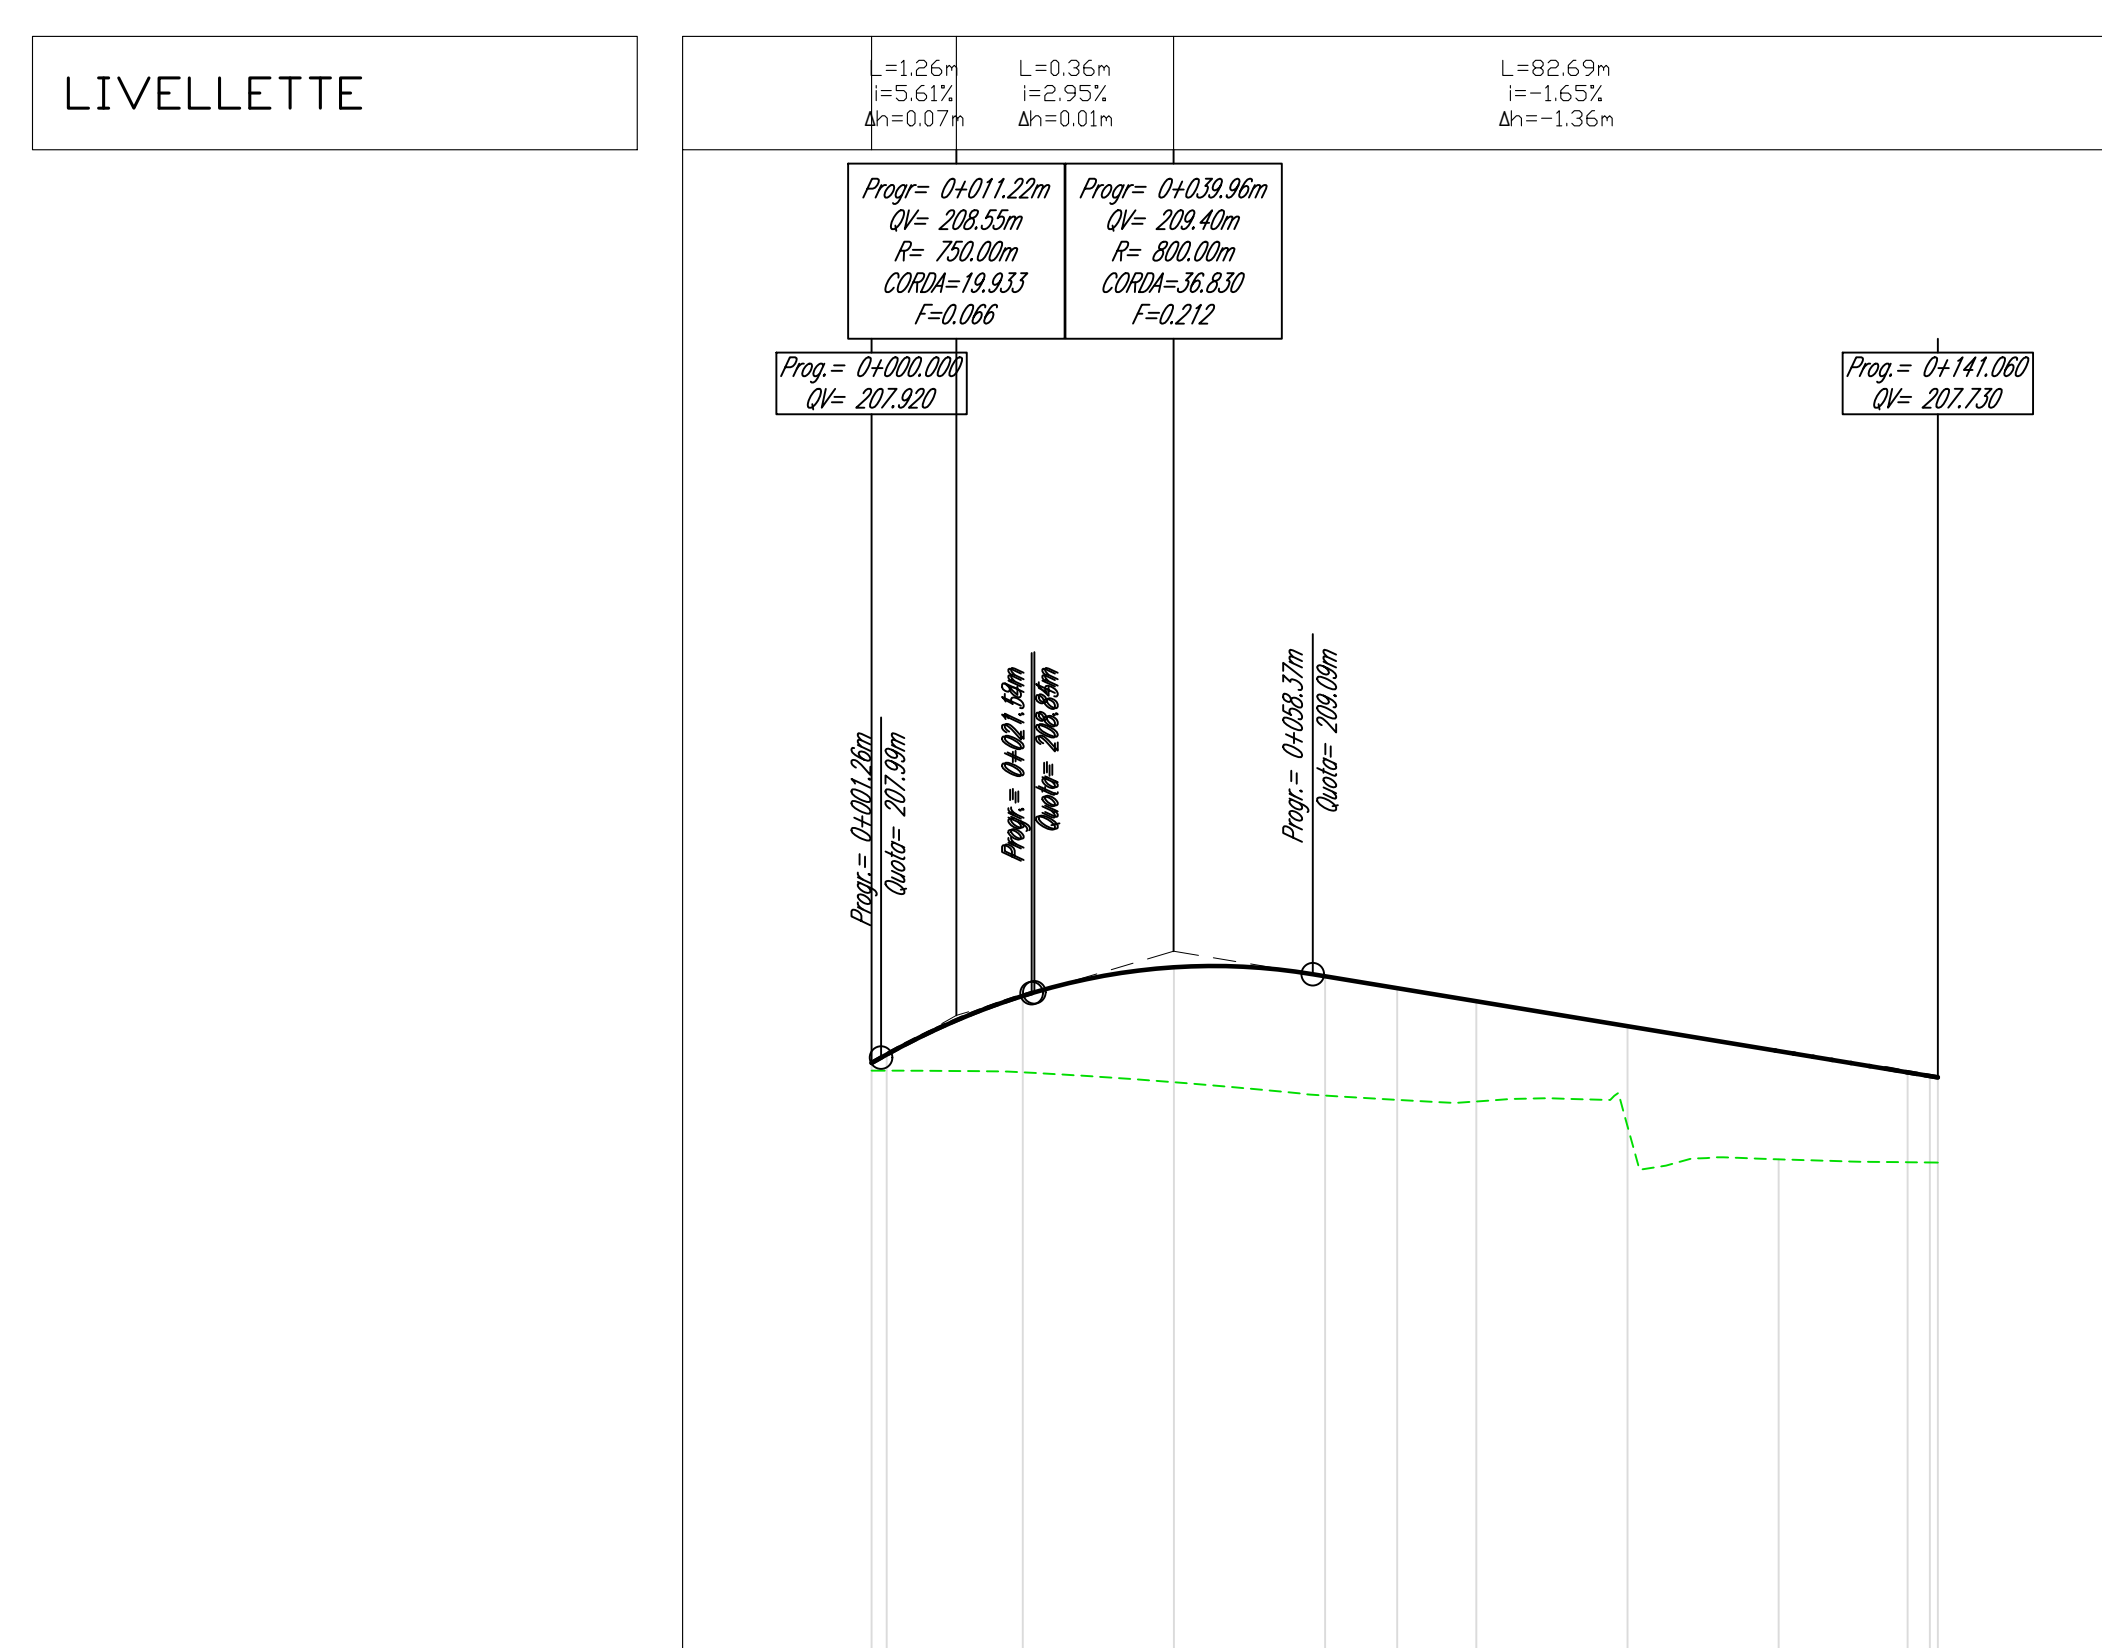 LIVELLETTE
L=1.26m
i=5.61%
Δh=0.07m
L=0.36m
i=2.95%
Δh=0.01m
L=82.69m
i=-1.65%
Δh=-1.36m
Progr= 0+011.22m
QV= 208.55m
R= 750.00m
CORDA=19.933
F=0.066
Progr= 0+039.96m
QV= 209.40m
R= 800.00m
CORDA=36.830
F=0.212
Prog.= 0+000.000
QV= 207.920
Prog.= 0+141.060
QV= 207.730
Progr.= 0+001.26m
Quota= 207.99m
Progr.=
Quota=
Progr.= 0+058.37m
Quota= 209.09m